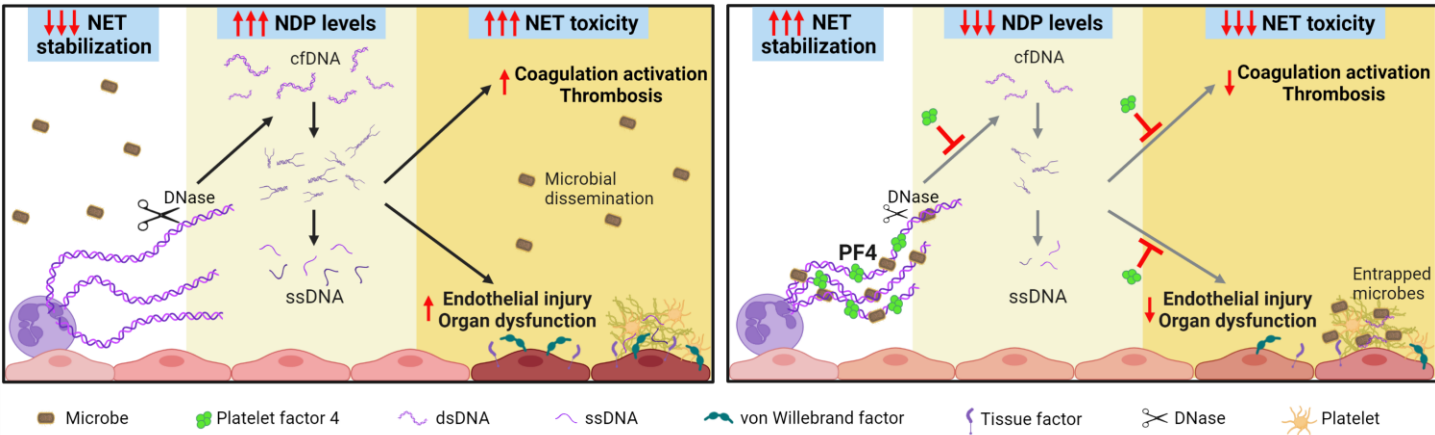 ↓↓↓ NET
stabilization
↑↑↑ NDP levels
↑↑↑ NET toxicity
cfDNA
↑ Coagulation activation
Thrombosis
Microbial
dissemination
DNase
ssDNA
↑ Endothelial injury
Organ dysfunction
↑↑↑ NET
stabilization
↓↓↓ NDP levels
↓↓↓ NET toxicity
cfDNA
↓ Coagulation activation
Thrombosis
DNase
PF4
ssDNA
Entrapped
microbes
↓ Endothelial injury
Organ dysfunction
Microbe
Platelet factor 4
dsDNA
ssDNA
von Willebrand factor
Tissue factor
DNase
Platelet